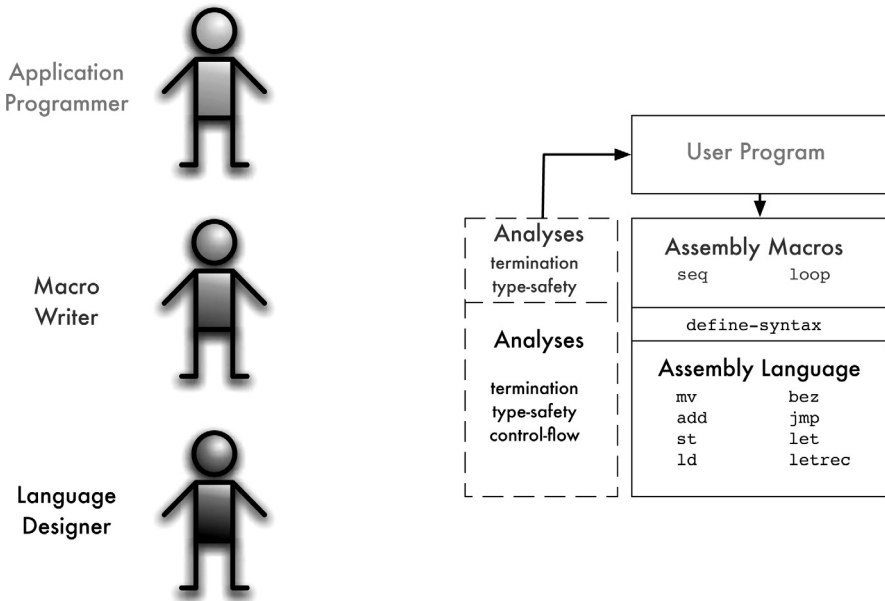 Application
Programmer
Macro
Writer
Language
Designer
User Program
Analyses
termination
type-safety
Analyses
termination
type-safety
control-flow
Assembly Macros
seq loop
define-syntax
Assembly Language
mv bez
add jmp
st let
ld letrec